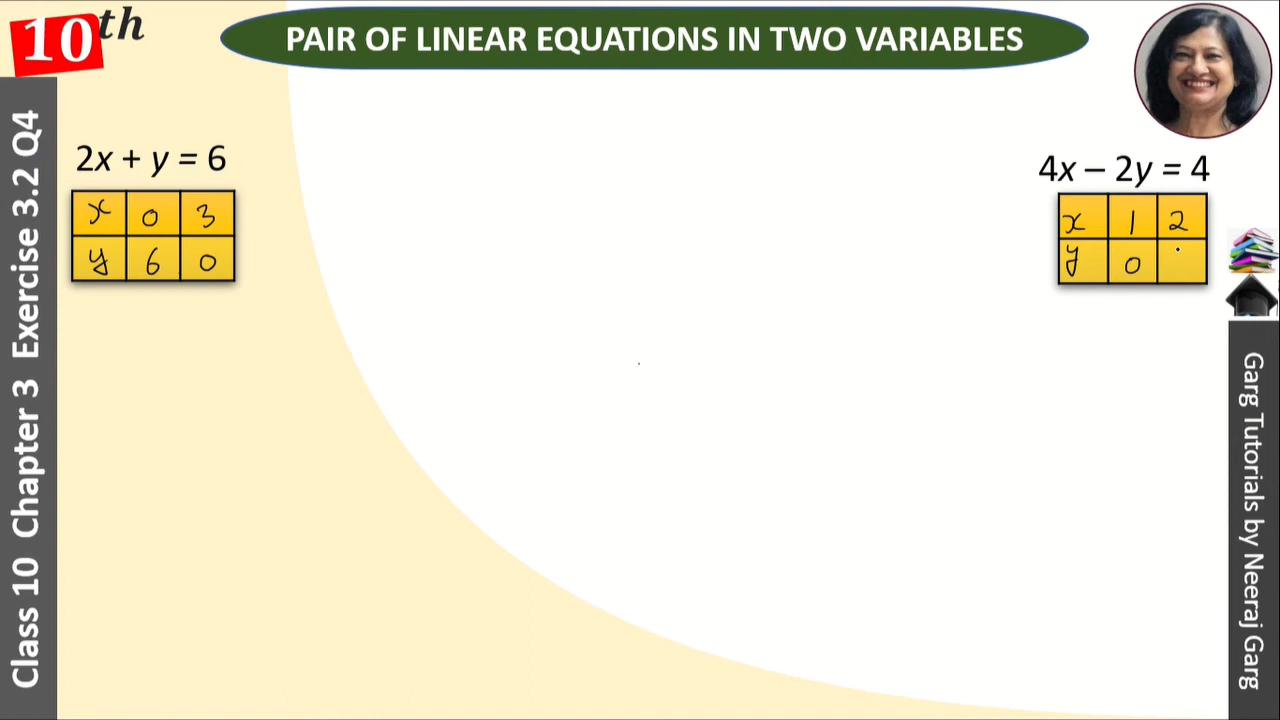 10th
PAIR OF LINEAR EQUATIONS IN TWO VARIABLES
Class 10 Chapter 3 Exercise 3.2 Q4
2x + y = 6
x 0 3
y 6 0
4x – 2y = 4
x 1 2
y 0
Garg Tutorials by Neeraj Garg